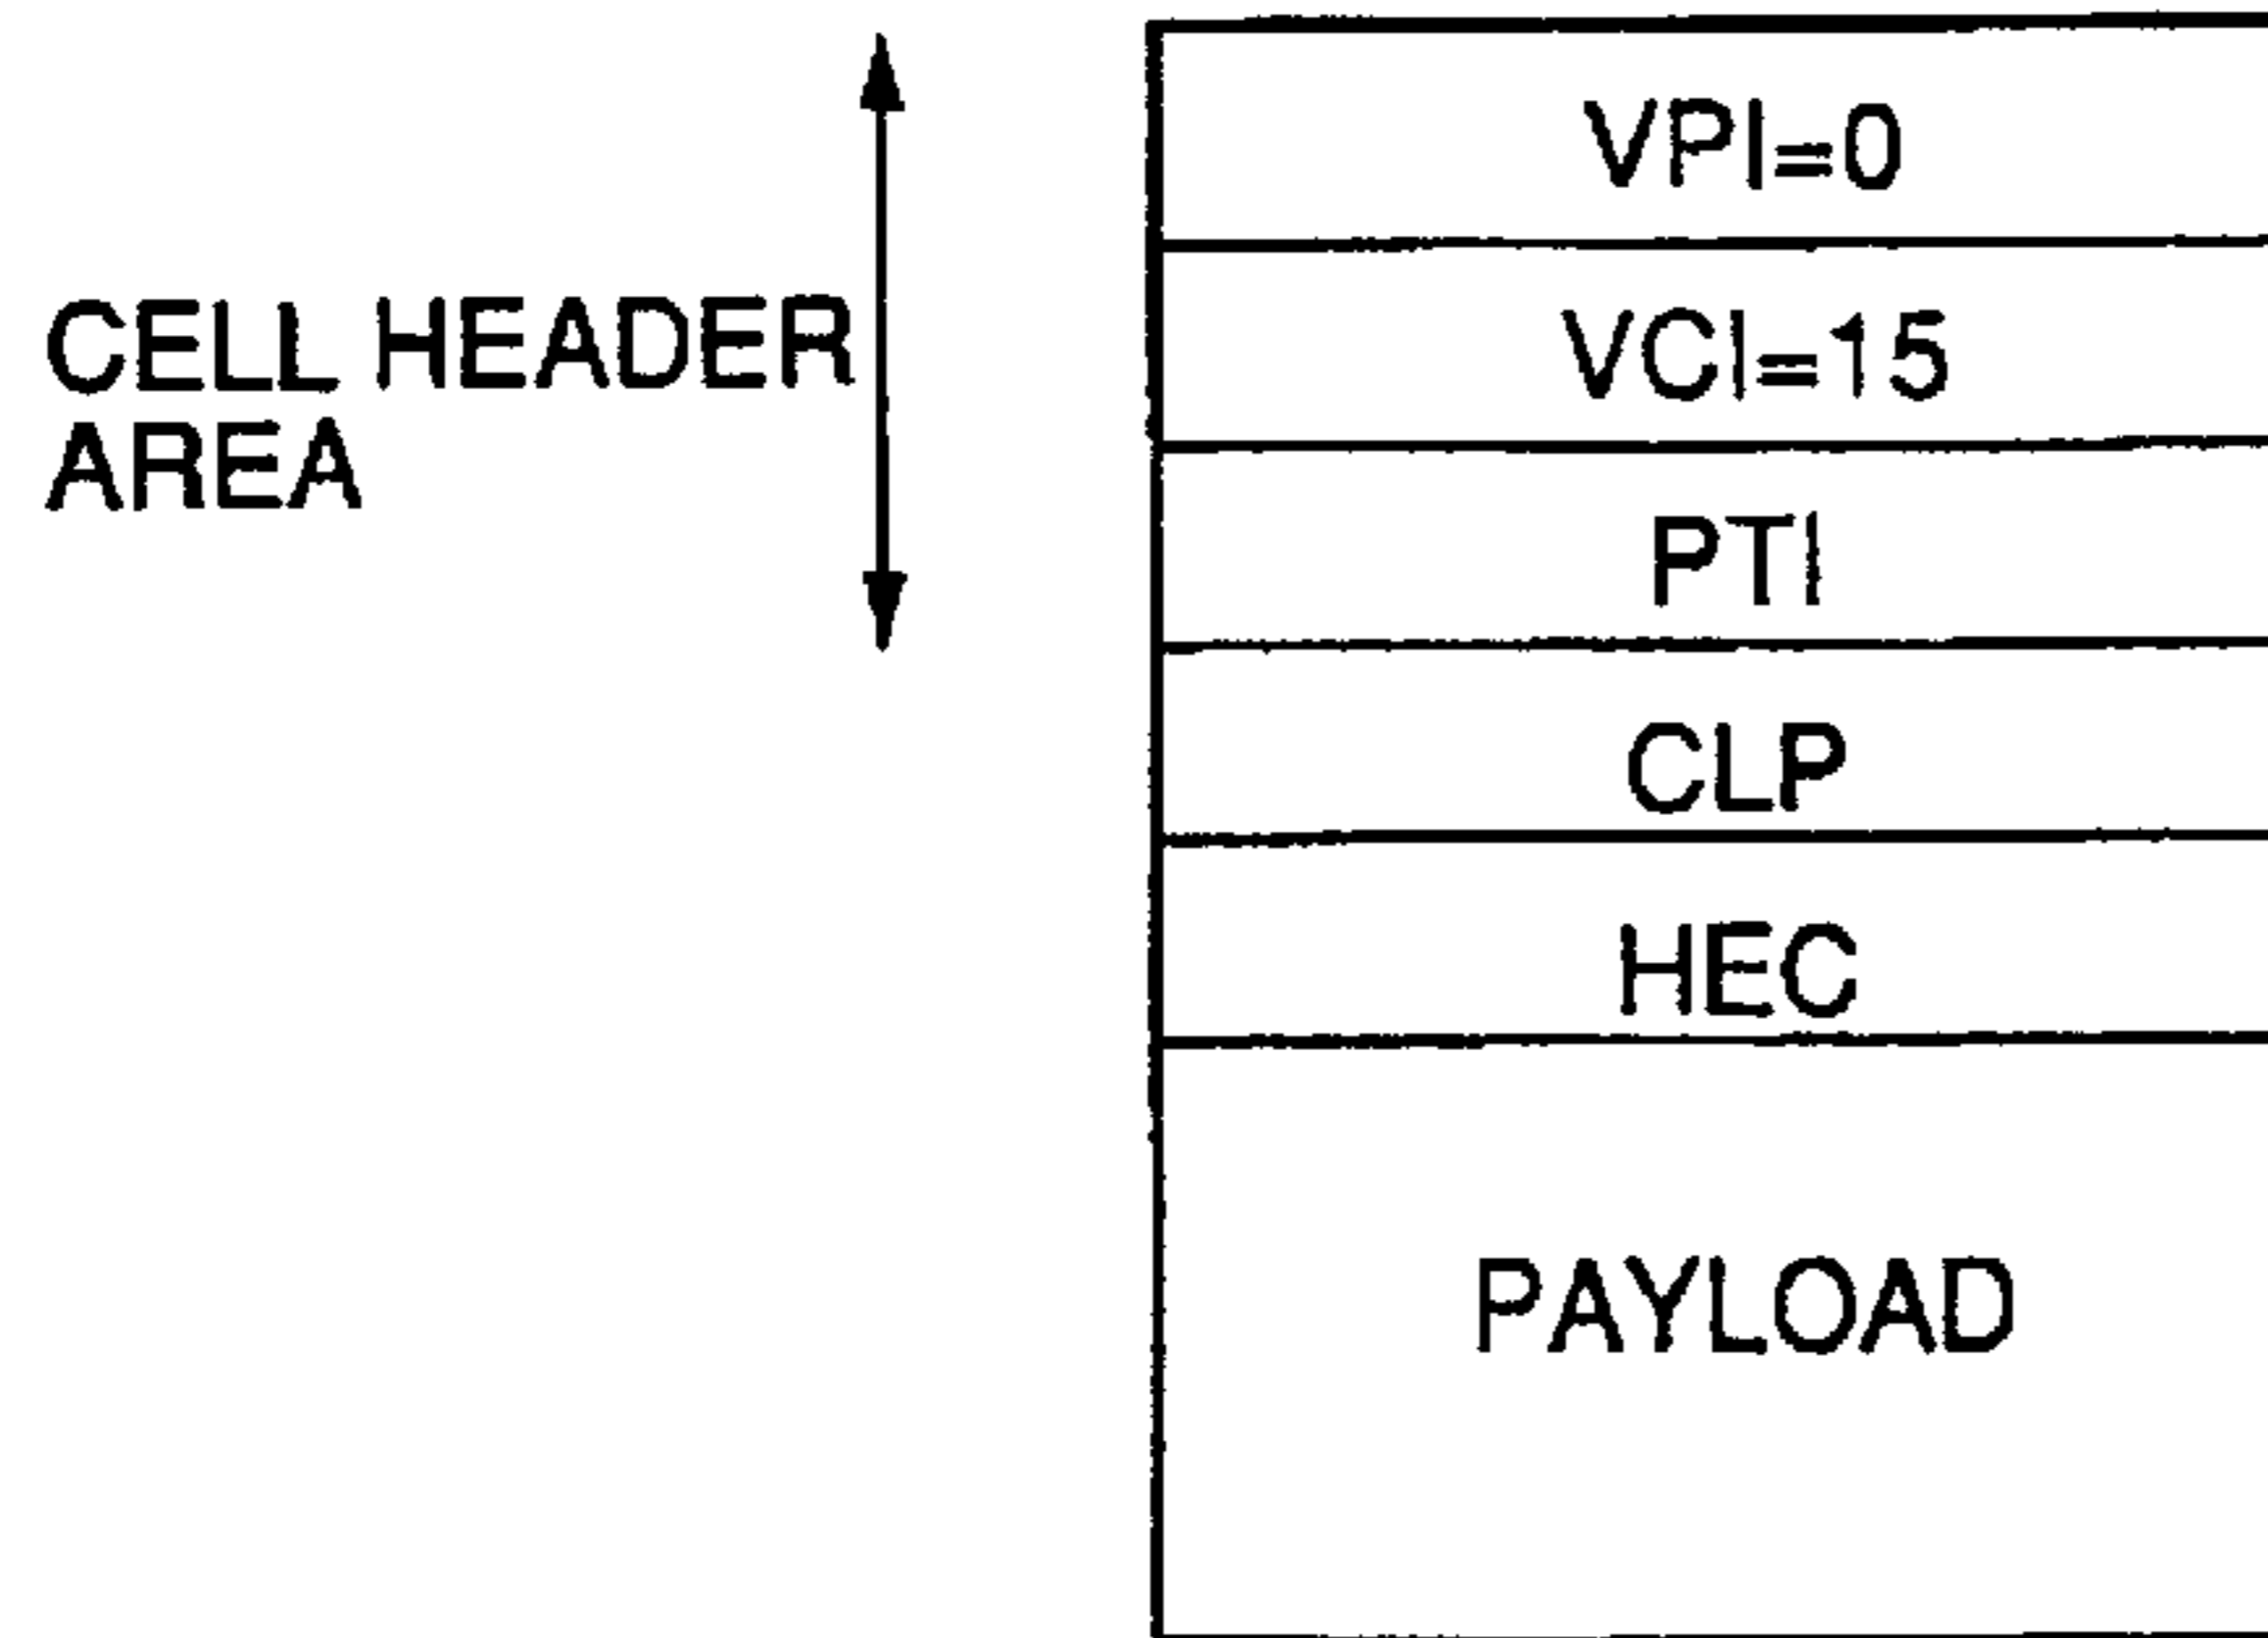 CELL HEADER
AREA
VPI=0
VCI=15
PTI
CLP
HEC
PAYLOAD